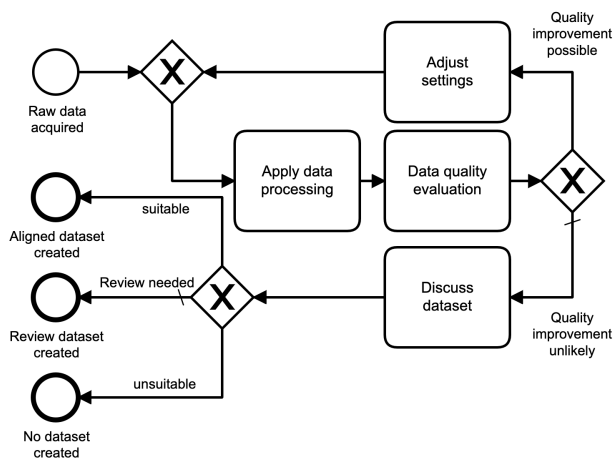 Quality
improvement
possible
Adjust
settings
Raw data
acquired
Apply data
processing
Data quality
evaluation
suitable
Aligned dataset
created
Review needed
Discuss
dataset
Quality
improvement
unlikely
Review dataset
created
unsuitable
No dataset
created